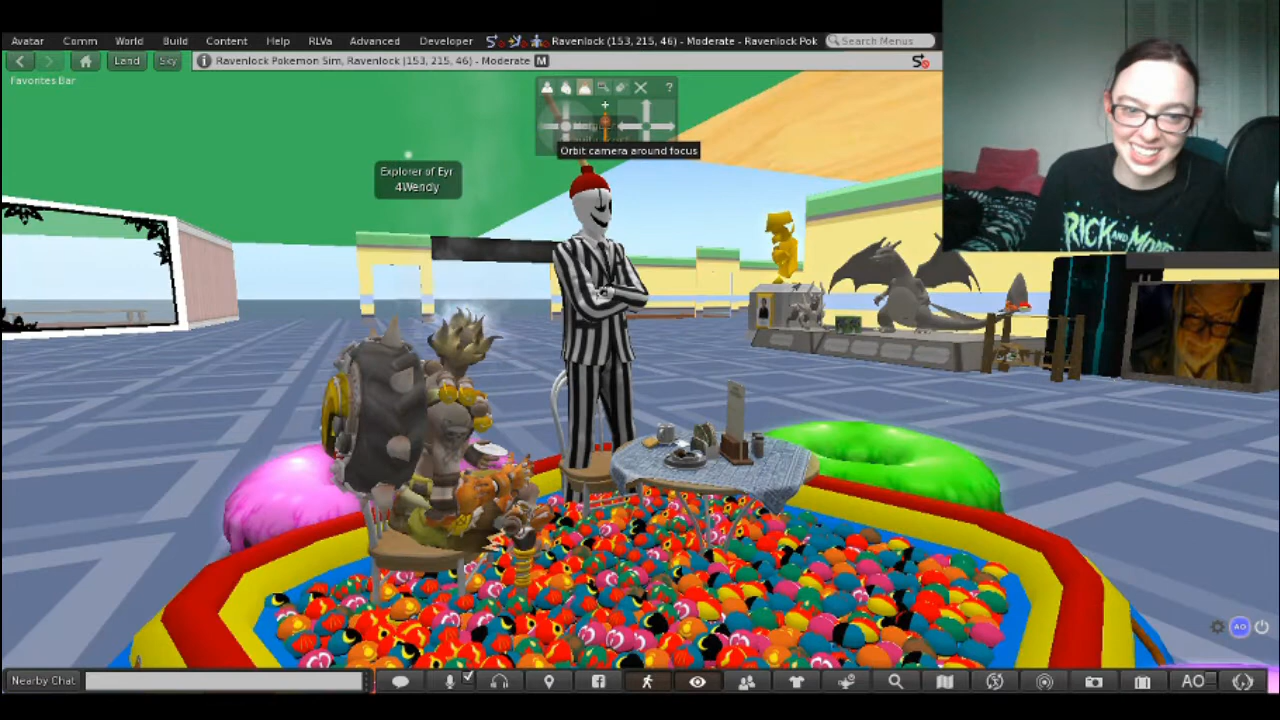 Avatar Comm World Build Content Help RLVa Advanced Developer Ravenlock (153, 215, 46) - Moderate - Ravenlock Pok Search Menus
Land Sky Ravenlock Pokemon Sim, Ravenlock (153, 215, 46) - Moderate M
Favorites Bar
?
Orbit camera around focus
Explorer of Eyr
4Wendy
RICK AND MO
Nearby Chat
AO
AO